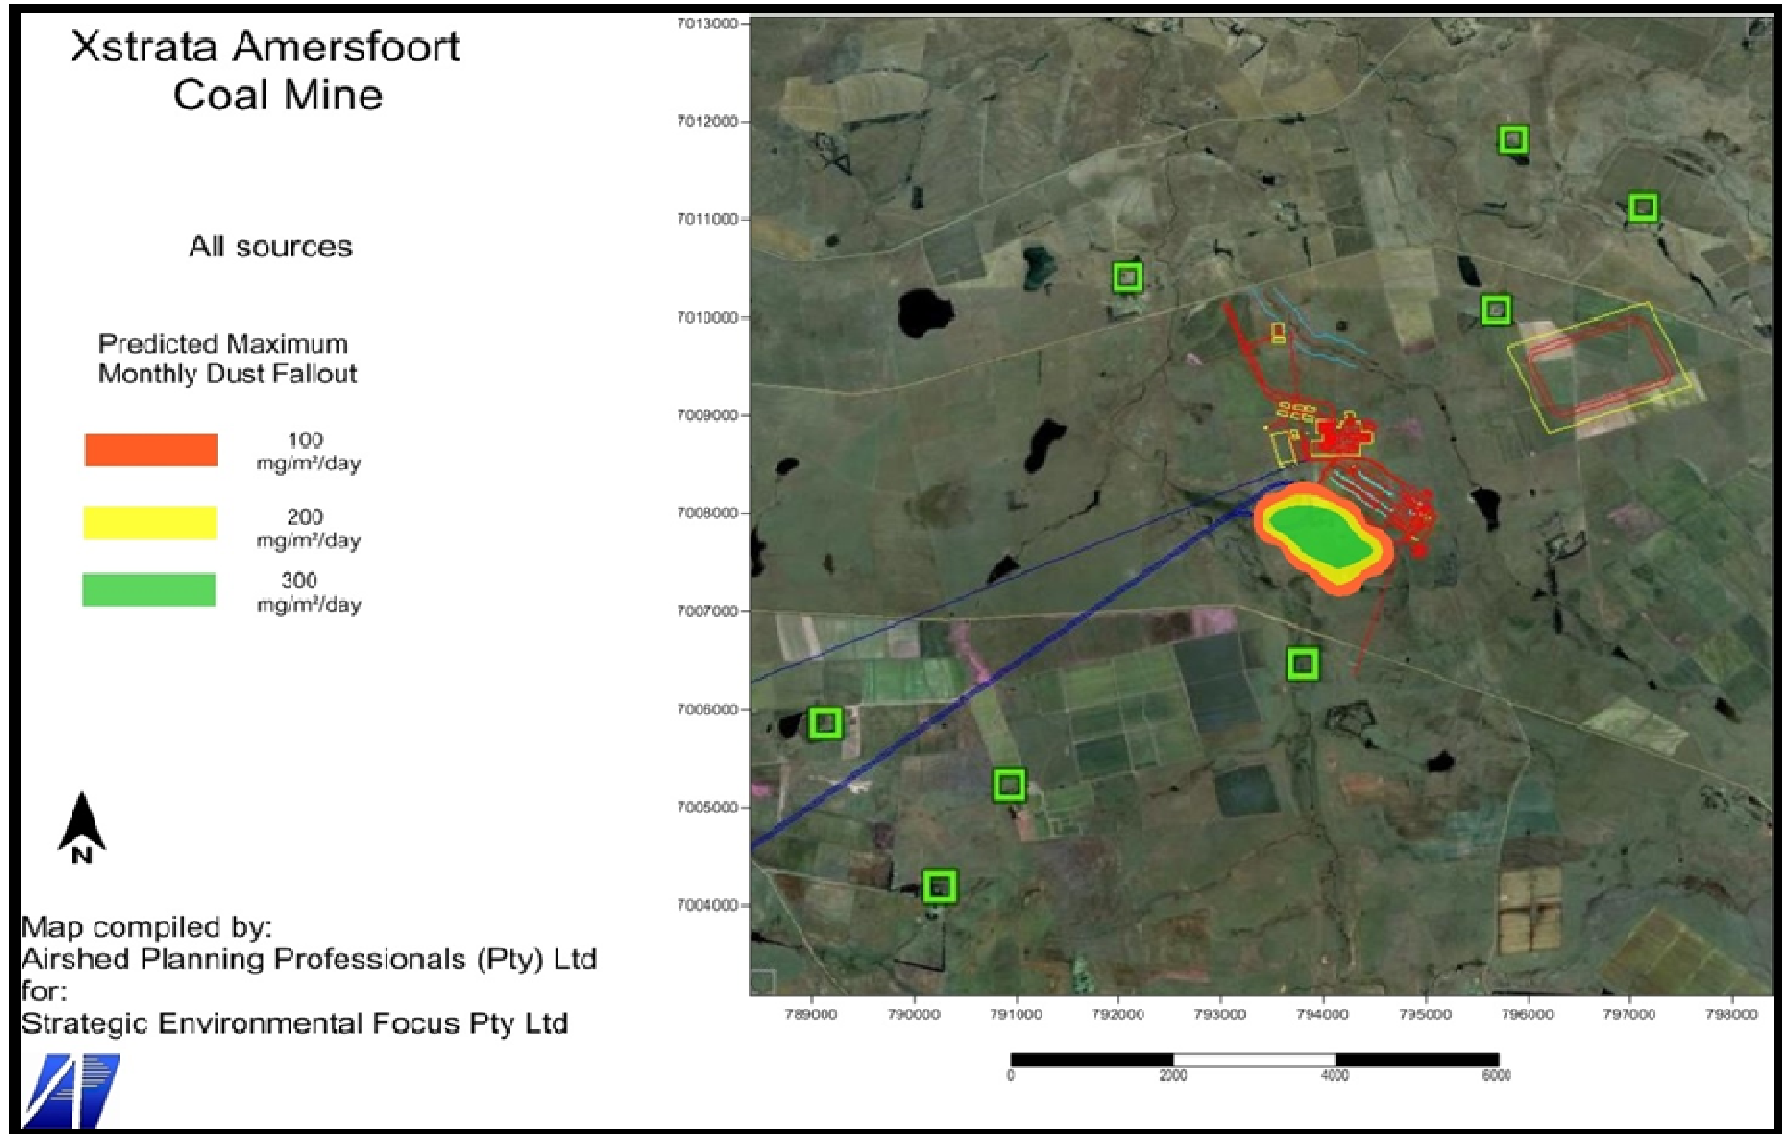 Xstrata Amersfoort
Coal Mine
All sources
Predicted Maximum
Monthly Dust Fallout
100
mg/m²/day
200
mg/m²/day
300
mg/m²/day
N
Map compiled by:
Airshed Planning Professionals (Pty) Ltd
for:
Strategic Environmental Focus Pty Ltd
7013000
7012000
7011000
7010000
7009000
7008000
7007000
7006000
7005000
7004000
789000 790000 791000 792000 793000 794000 795000 796000 797000 798000
0 2000 4000 6000